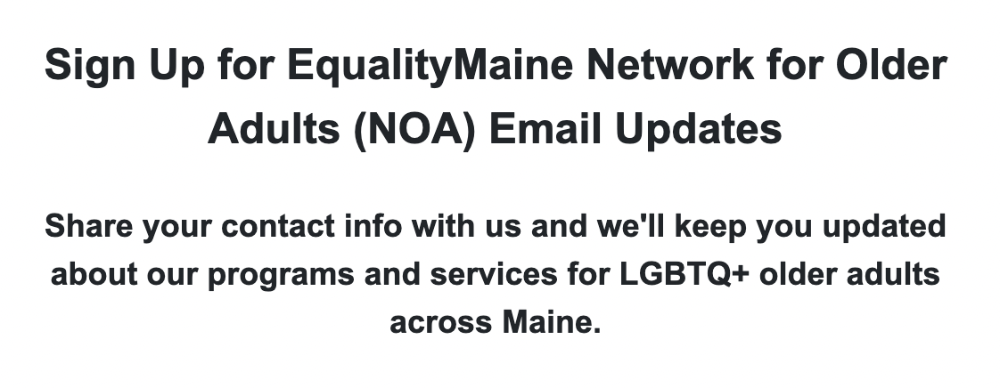 Sign Up for EqualityMaine Network for Older
Adults (NOA) Email Updates
Share your contact info with us and we'll keep you updated
about our programs and services for LGBTQ+ older adults
across Maine.